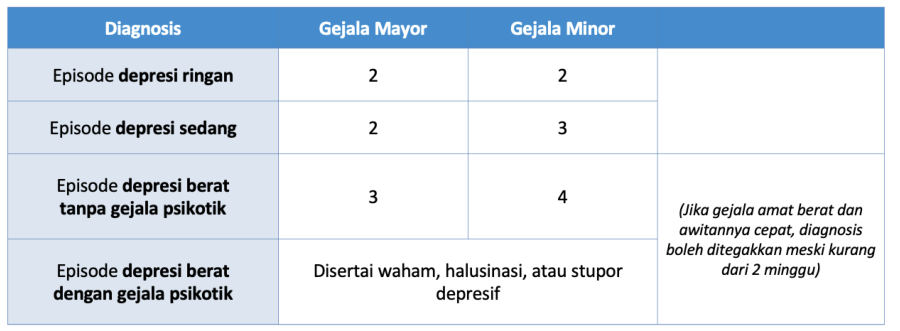 Diagnosis Gejala Mayor Gejala Minor
Episode depresi ringan 2 2
Episode depresi sedang 2 3
Episode depresi berat
tanpa gejala psikotik 3 4
Episode depresi berat
dengan gejala psikotik
Disertai waham, halusinasi, atau stupor
depresif
(Jika gejala amat berat dan
awitannya cepat, diagnosis
boleh ditegakkan meski kurang
dari 2 minggu)